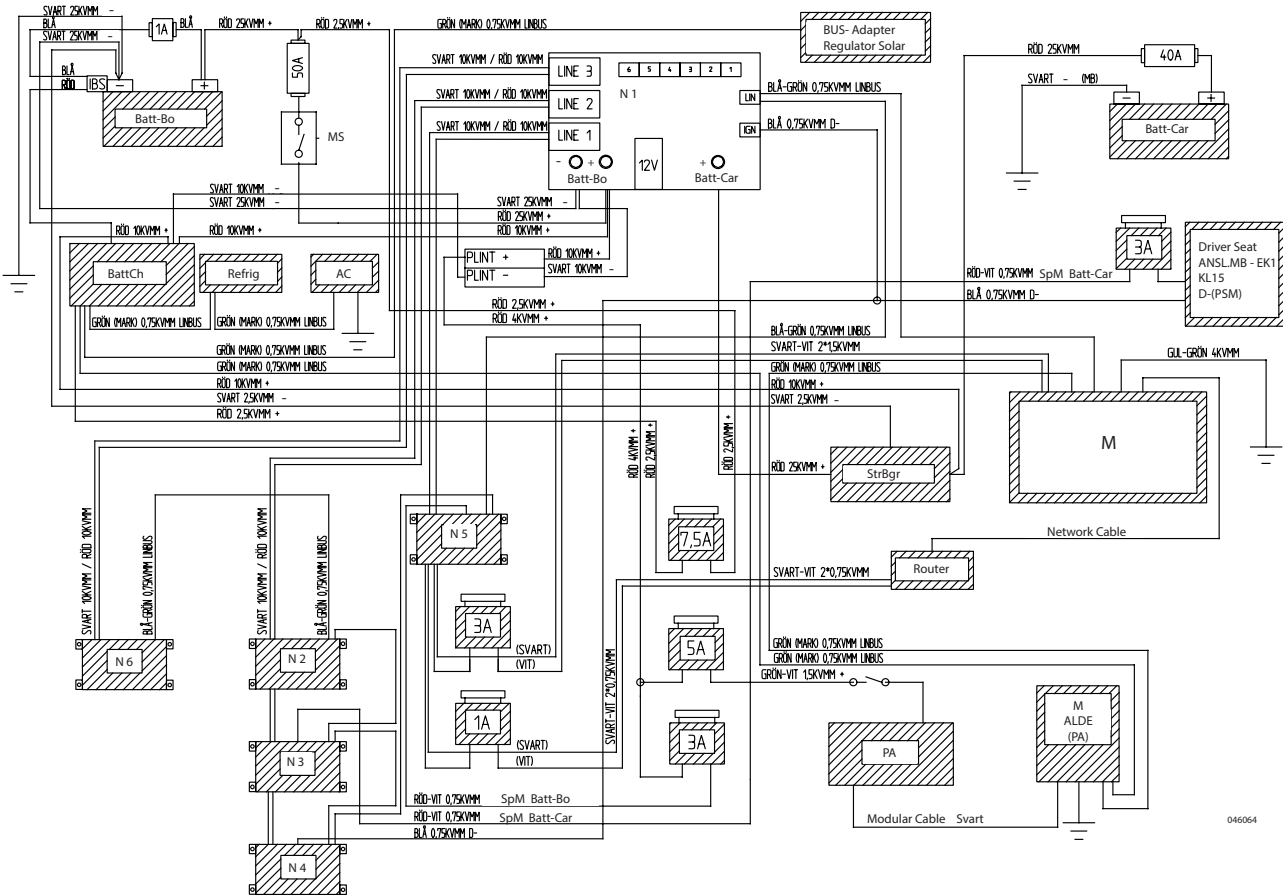 SVART 25KVMM -
BLÅ
SVART 25KVMM -
1A
BLÅ
RÖD 25KVMM +
RÖD 2,5KVMM +
GRÖN (MARK) 0,75KVMM LINBUS
BUS- Adapter
Regulator Solar
50A
BLÅ
RÖD
IBS
-
+
Batt-Bo
MS
SVART 10KVMM / RÖD 10KVMM
SVART 10KVMM / RÖD 10KVMM
SVART 10KVMM / RÖD 10KVMM
LINE 3
LINE 2
LINE 1
6 5 4 3 2 1
N 1
LIN
IGN
- +
Batt-Bo
12V
+
Batt-Car
BLÅ-GRÖN 0,75KVMM LINBUS
BLÅ 0,75KVMM D-
RÖD 25KVMM
40A
SVART - (MB)
-
+
Batt-Car
SVART 10KVMM -
SVART 25KVMM -
SVART 25KVMM -
RÖD 25KVMM +
RÖD 10KVMM +
RÖD 10KVMM +
RÖD 10KVMM +
PLINT +
PLINT -
RÖD 10KVMM +
SVART 10KVMM -
BattCh
Refrig
AC
3A
Driver Seat
ANSL.MB - EK1
KL15
D-(PSM)
RÖD-VIT 0,75KVMM SpM Batt-Car
BLÅ 0,75KVMM D-
RÖD 2,5KVMM +
RÖD 4KVMM +
GRÖN (MARK) 0,75KVMM LINBUS
GRÖN (MARK) 0,75KVMM LINBUS
BLÅ-GRÖN 0,75KVMM LINBUS
SVART-VIT 2*1,5KVMM
GRÖN (MARK) 0,75KVMM LINBUS
GRÖN (MARK) 0,75KVMM LINBUS
RÖD 10KVMM +
SVART 2,5KVMM -
RÖD 2,5KVMM +
GRÖN (MARK) 0,75KVMM LINBUS
RÖD 10KVMM +
SVART 2,5KVMM -
GUL-GRÖN 4KVMM
M
RÖD 4KVMM +
RÖD 2,5KVMM +
RÖD 2,5KVMM +
RÖD 25KVMM +
StrBgr
Network Cable
Router
SVART 10KVMM / RÖD 10KVMM
BLÅ-GRÖN 0,75KVMM LINBUS
SVART 10KVMM / RÖD 10KVMM
BLÅ-GRÖN 0,75KVMM LINBUS
N 5
7,5A
SVART-VIT 2*0,75KVMM
3A
(SVART)
(VIT)
5A
N 6
N 2
SVART-VIT 2*0,75KVMM
GRÖN (MARK) 0,75KVMM LINBUS
GRÖN (MARK) 0,75KVMM LINBUS
GRÖN-VIT 1,5KVMM +
1A
(SVART)
(VIT)
3A
PA
M
ALDE
(PA)
N 3
RÖD-VIT 0,75KVMM SpM Batt-Bo
RÖD-VIT 0,75KVMM SpM Batt-Car
BLÅ 0,75KVMM D-
Modular Cable Svart
N 4
046064